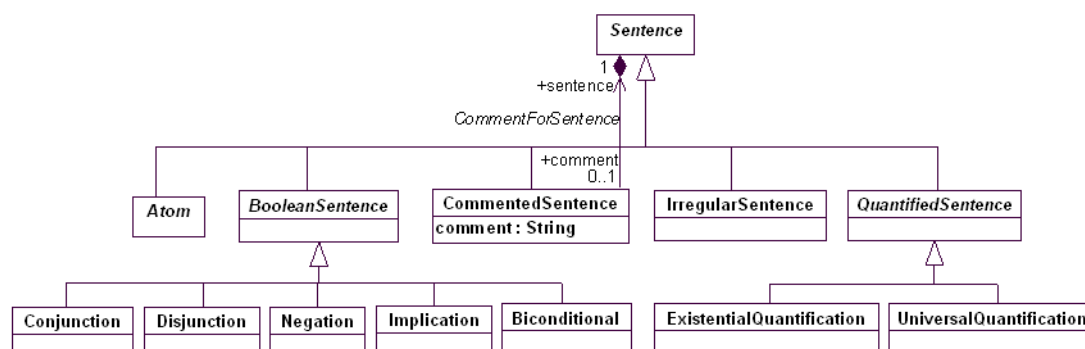 Sentence
1
+sentence
CommentForSentence
+comment
0..1
Atom
BooleanSentence
CommentedSentence
comment : String
IrregularSentence
QuantifiedSentence
Conjunction
Disjunction
Negation
Implication
Biconditional
ExistentialQuantification
UniversalQuantification